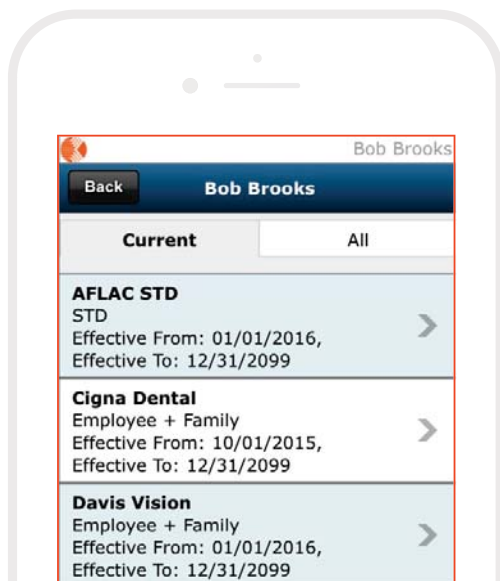 Bob Brooks
Back
Bob Brooks
Current
All
AFLAC STD
STD
Effective From: 01/01/2016,
Effective To: 12/31/2099
Cigna Dental
Employee + Family
Effective From: 10/01/2015,
Effective To: 12/31/2099
Davis Vision
Employee + Family
Effective From: 01/01/2016,
Effective To: 12/31/2099